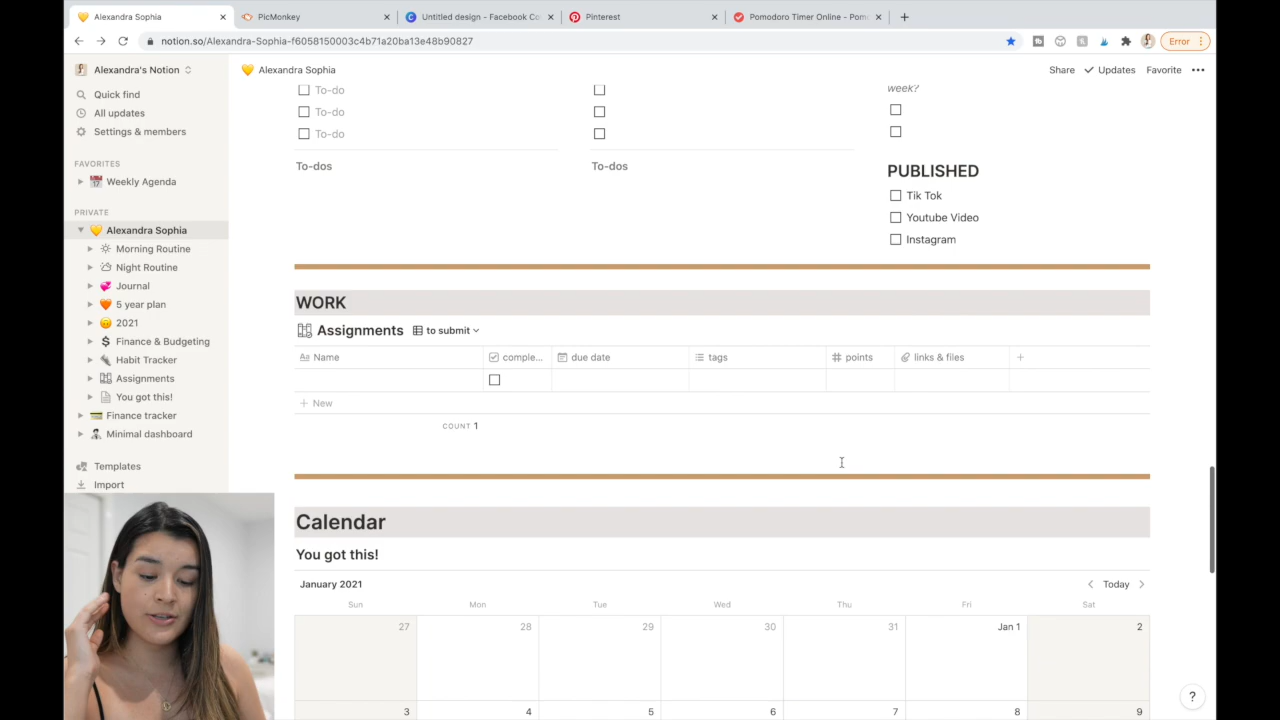 Alexandra Sophia
PicMonkey
Untitled design - Facebook Co
Pinterest
Pomodoro Timer Online - Pom
notion.so/Alexandra-Sophia-f6058150003c4b71a20ba13e48b90827
Error
Alexandra's Notion
Quick find
All updates
Settings & members
FAVORITES
Weekly Agenda
PRIVATE
Alexandra Sophia
Morning Routine
Night Routine
Journal
5 year plan
2021
Finance & Budgeting
Habit Tracker
Assignments
You got this!
Finance tracker
Minimal dashboard
Templates
Import
Alexandra Sophia
Share
Updates
Favorite
To-do
To-do
To-do
To-dos
To-dos
week?
PUBLISHED
Tik Tok
Youtube Video
Instagram
WORK
Assignments to submit
Aa Name comple... due date tags # points links & files +
+ New
COUNT 1
Calendar
You got this!
January 2021 Today
Sun Mon Tue Wed Thu Fri Sat
27 28 29 30 31 Jan 1 2
3 4 5 6 7 8 9
?